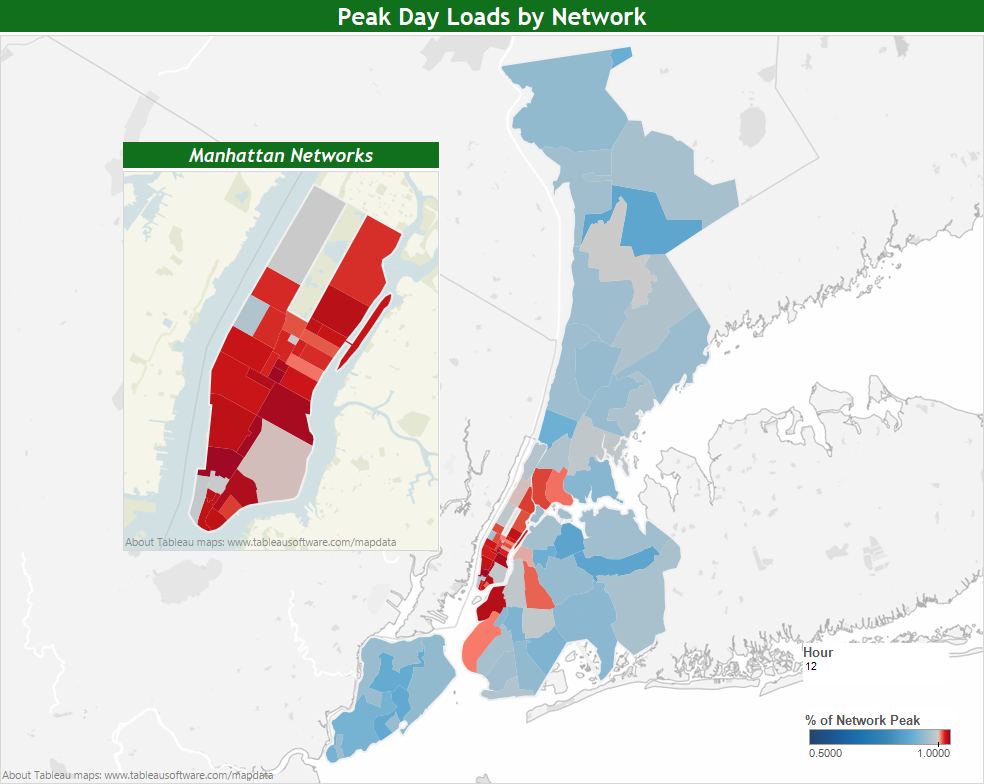 Peak Day Loads by Network
Manhattan Networks
About Tableau maps: www.tableausoftware.com/mapdata
Hour
12
% of Network Peak
0.5000 1.0000
About Tableau maps: www.tableausoftware.com/mapdata